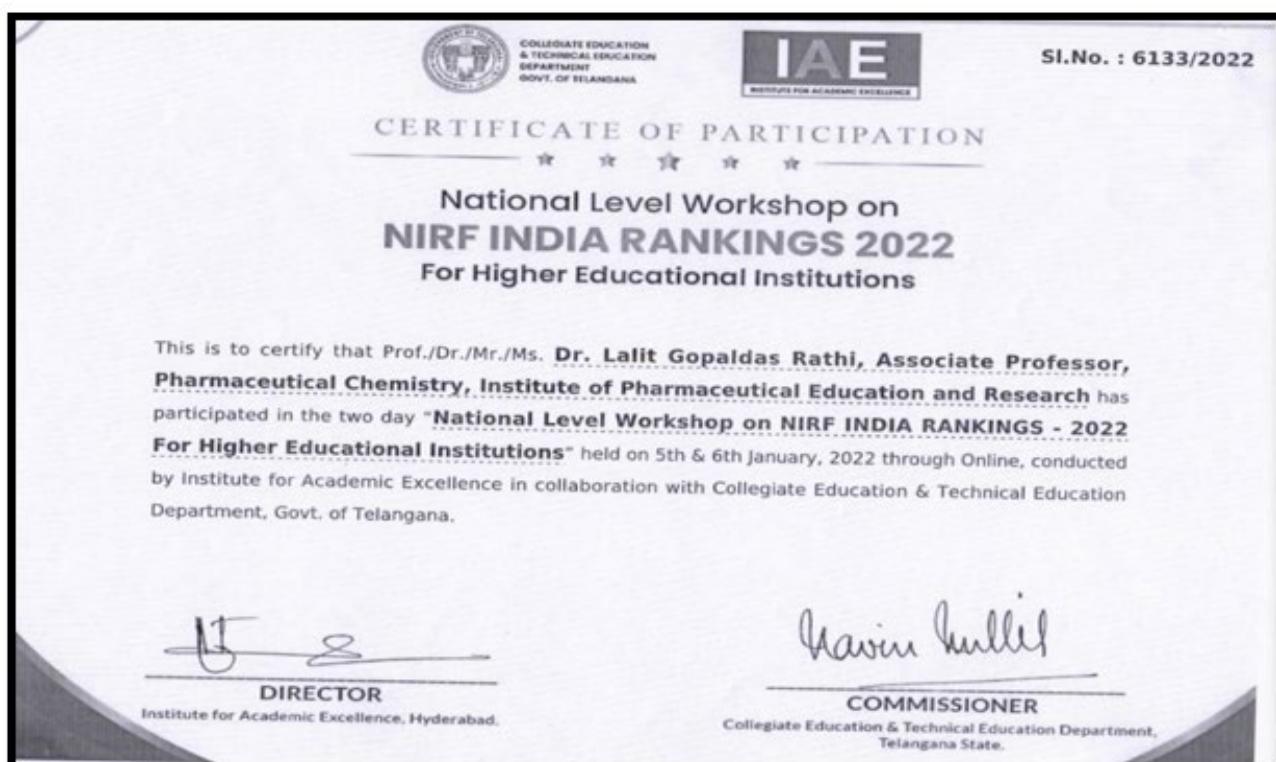 COLLEGIATE EDUCATION
& TECHNICAL EDUCATION
DEPARTMENT
GOVT. OF TELANGANA
IAE
INSTITUTE FOR ACADEMIC EXCELLENCE
Sl.No. : 6133/2022
CERTIFICATE OF PARTICIPATION
National Level Workshop on
NIRF INDIA RANKINGS 2022
For Higher Educational Institutions
This is to certify that Prof./Dr./Mr./Ms. Dr. Lalit Gopaldas Rathi, Associate Professor,
Pharmaceutical Chemistry, Institute of Pharmaceutical Education and Research has
participated in the two day "National Level Workshop on NIRF INDIA RANKINGS - 2022
For Higher Educational Institutions" held on 5th & 6th January, 2022 through Online, conducted
by Institute for Academic Excellence in collaboration with Collegiate Education & Technical Education
Department, Govt. of Telangana.
DIRECTOR
Institute for Academic Excellence, Hyderabad.
COMMISSIONER
Collegiate Education & Technical Education Department,
Telangana State.